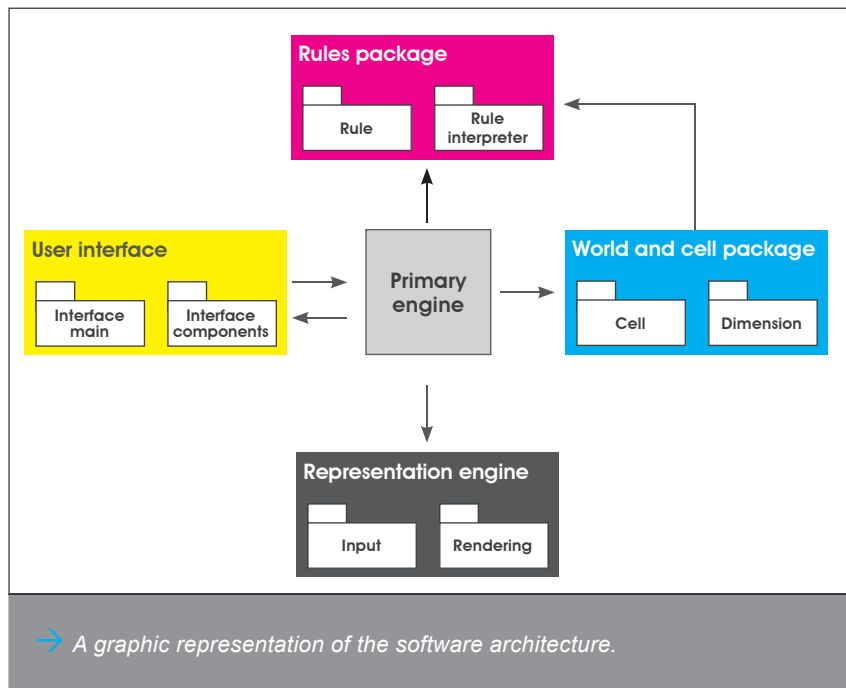 Rules package
Rule
Rule
interpreter
User interface
Interface
main
Interface
components
Primary
engine
World and cell package
Cell
Dimension
Representation engine
Input
Rendering
→ A graphic representation of the software architecture.